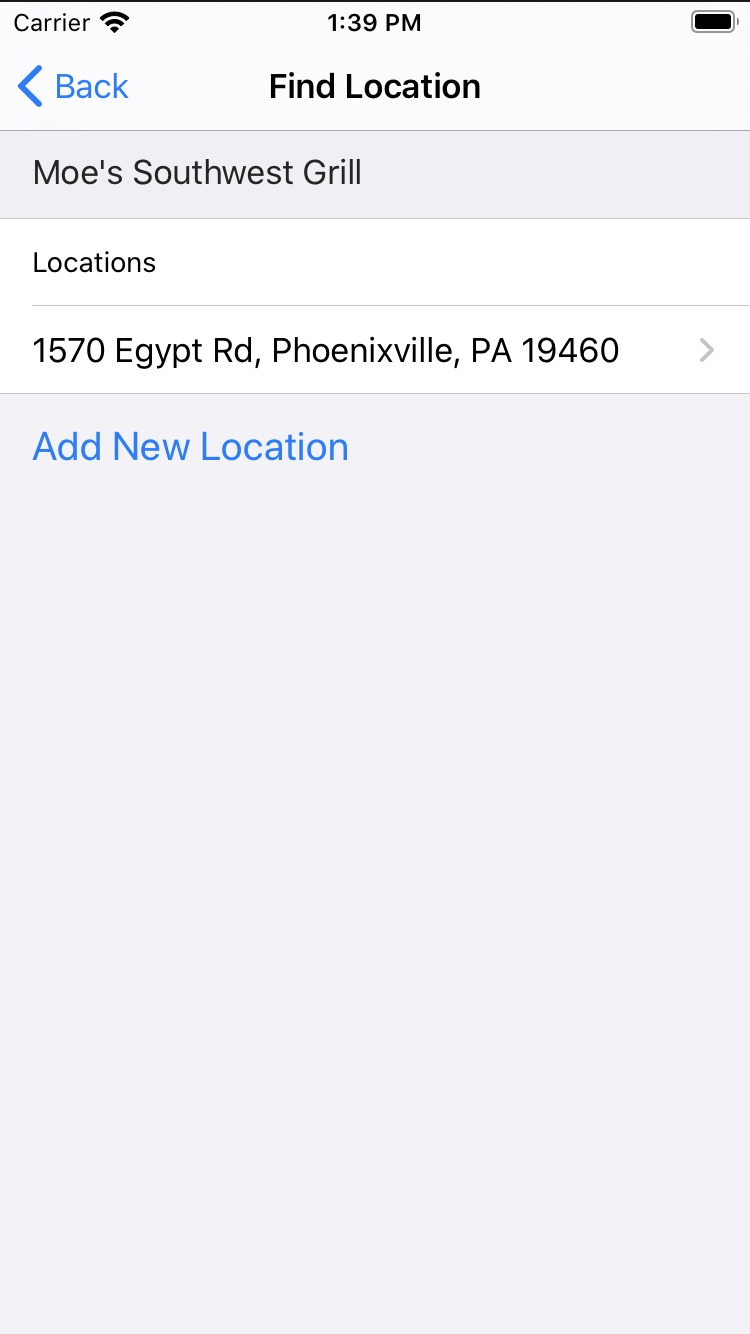 Carrier 1:39 PM
Back Find Location
Moe's Southwest Grill
Locations
1570 Egypt Rd, Phoenixville, PA 19460
Add New Location